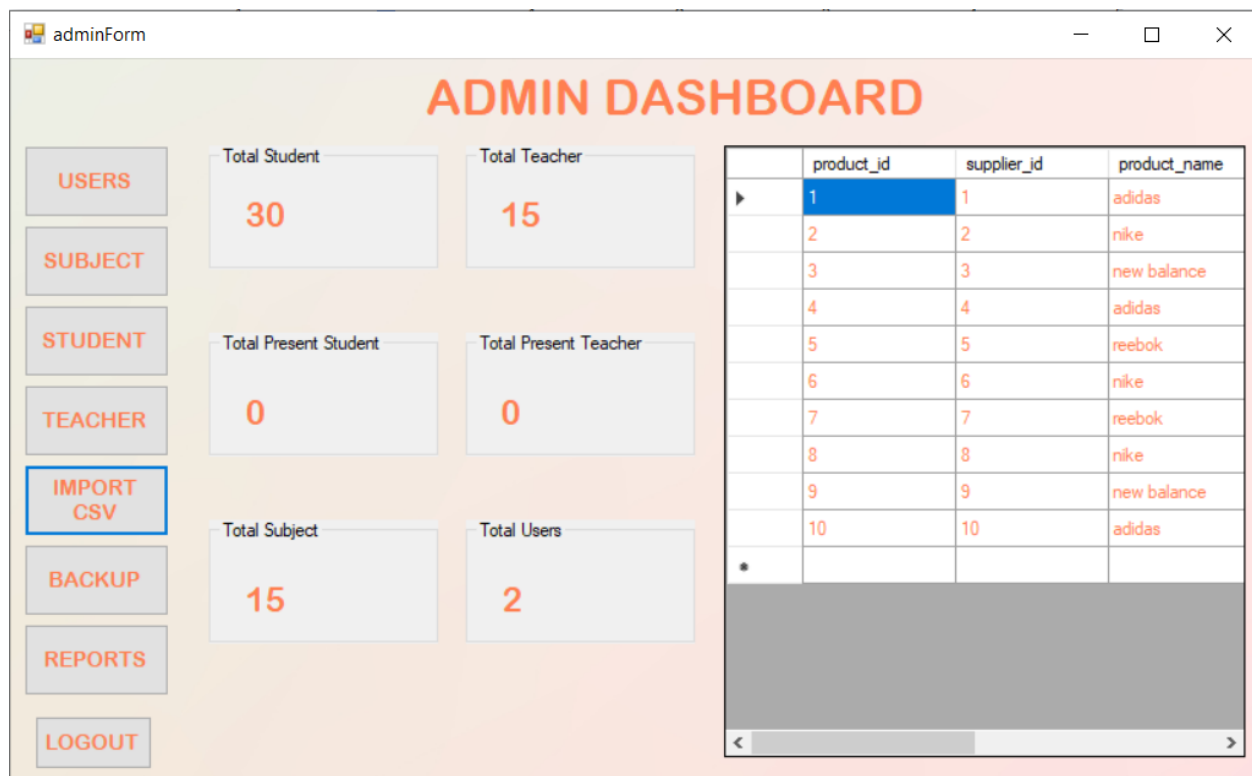 adminForm
ADMIN DASHBOARD
USERS
SUBJECT
STUDENT
TEACHER
IMPORT
CSV
BACKUP
REPORTS
LOGOUT
Total Student
30
Total Teacher
15
Total Present Student
0
Total Present Teacher
0
Total Subject
15
Total Users
2
product_id supplier_id product_name
1 1 adidas
2 2 nike
3 3 new balance
4 4 adidas
5 5 reebok
6 6 nike
7 7 reebok
8 8 nike
9 9 new balance
10 10 adidas